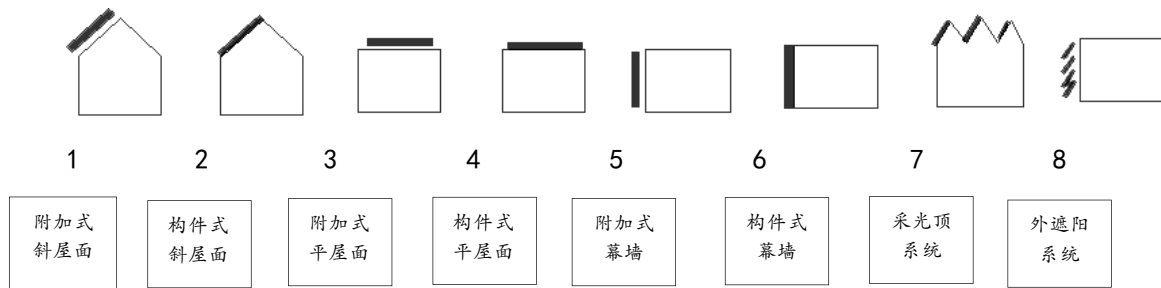 1 2 3 4 5 6 7 8
附加式
斜屋面
构件式
斜屋面
附加式
平屋面
构件式
平屋面
附加式
幕墙
构件式
幕墙
采光顶
系统
外遮阳
系统